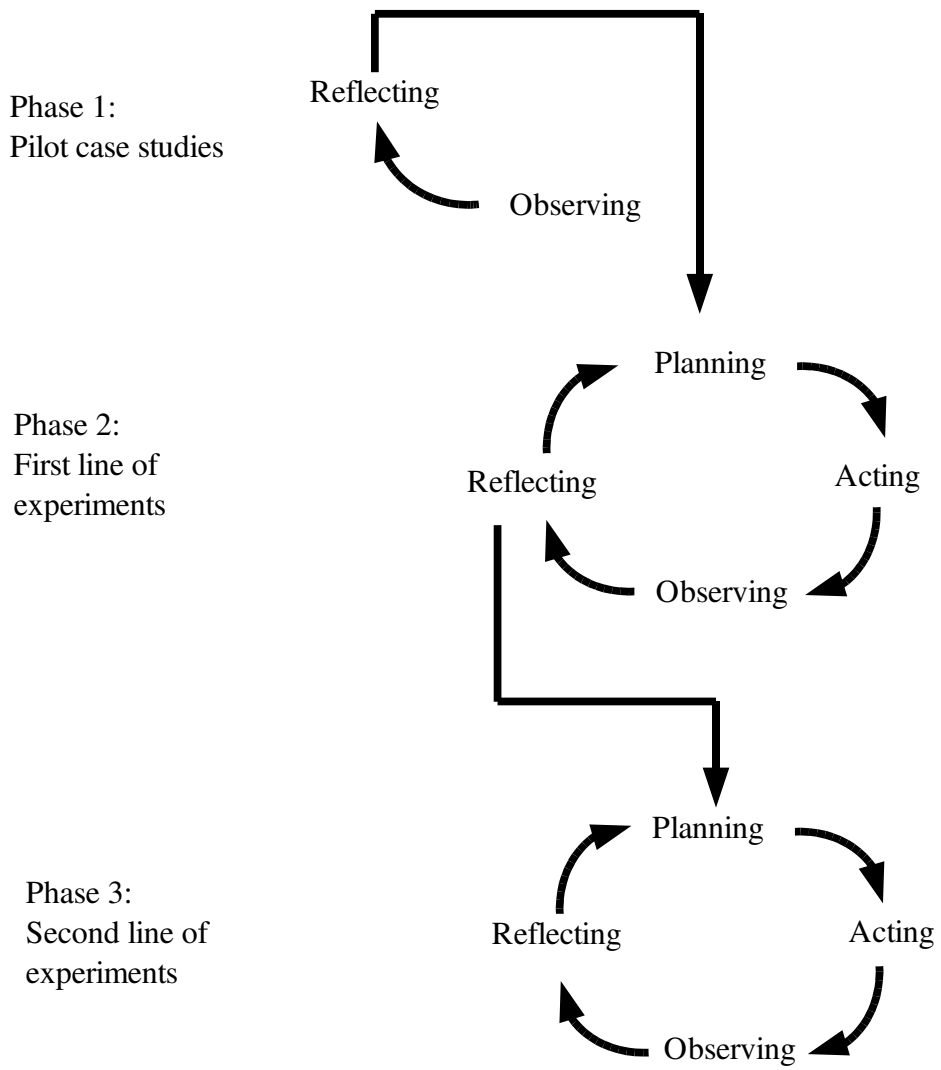 Reflecting
Phase 1:
Pilot case studies
Observing
Planning
Phase 2:
First line of
experiments
Reflecting
Acting
Observing
Planning
Phase 3:
Second line of
experiments
Reflecting
Acting
Observing